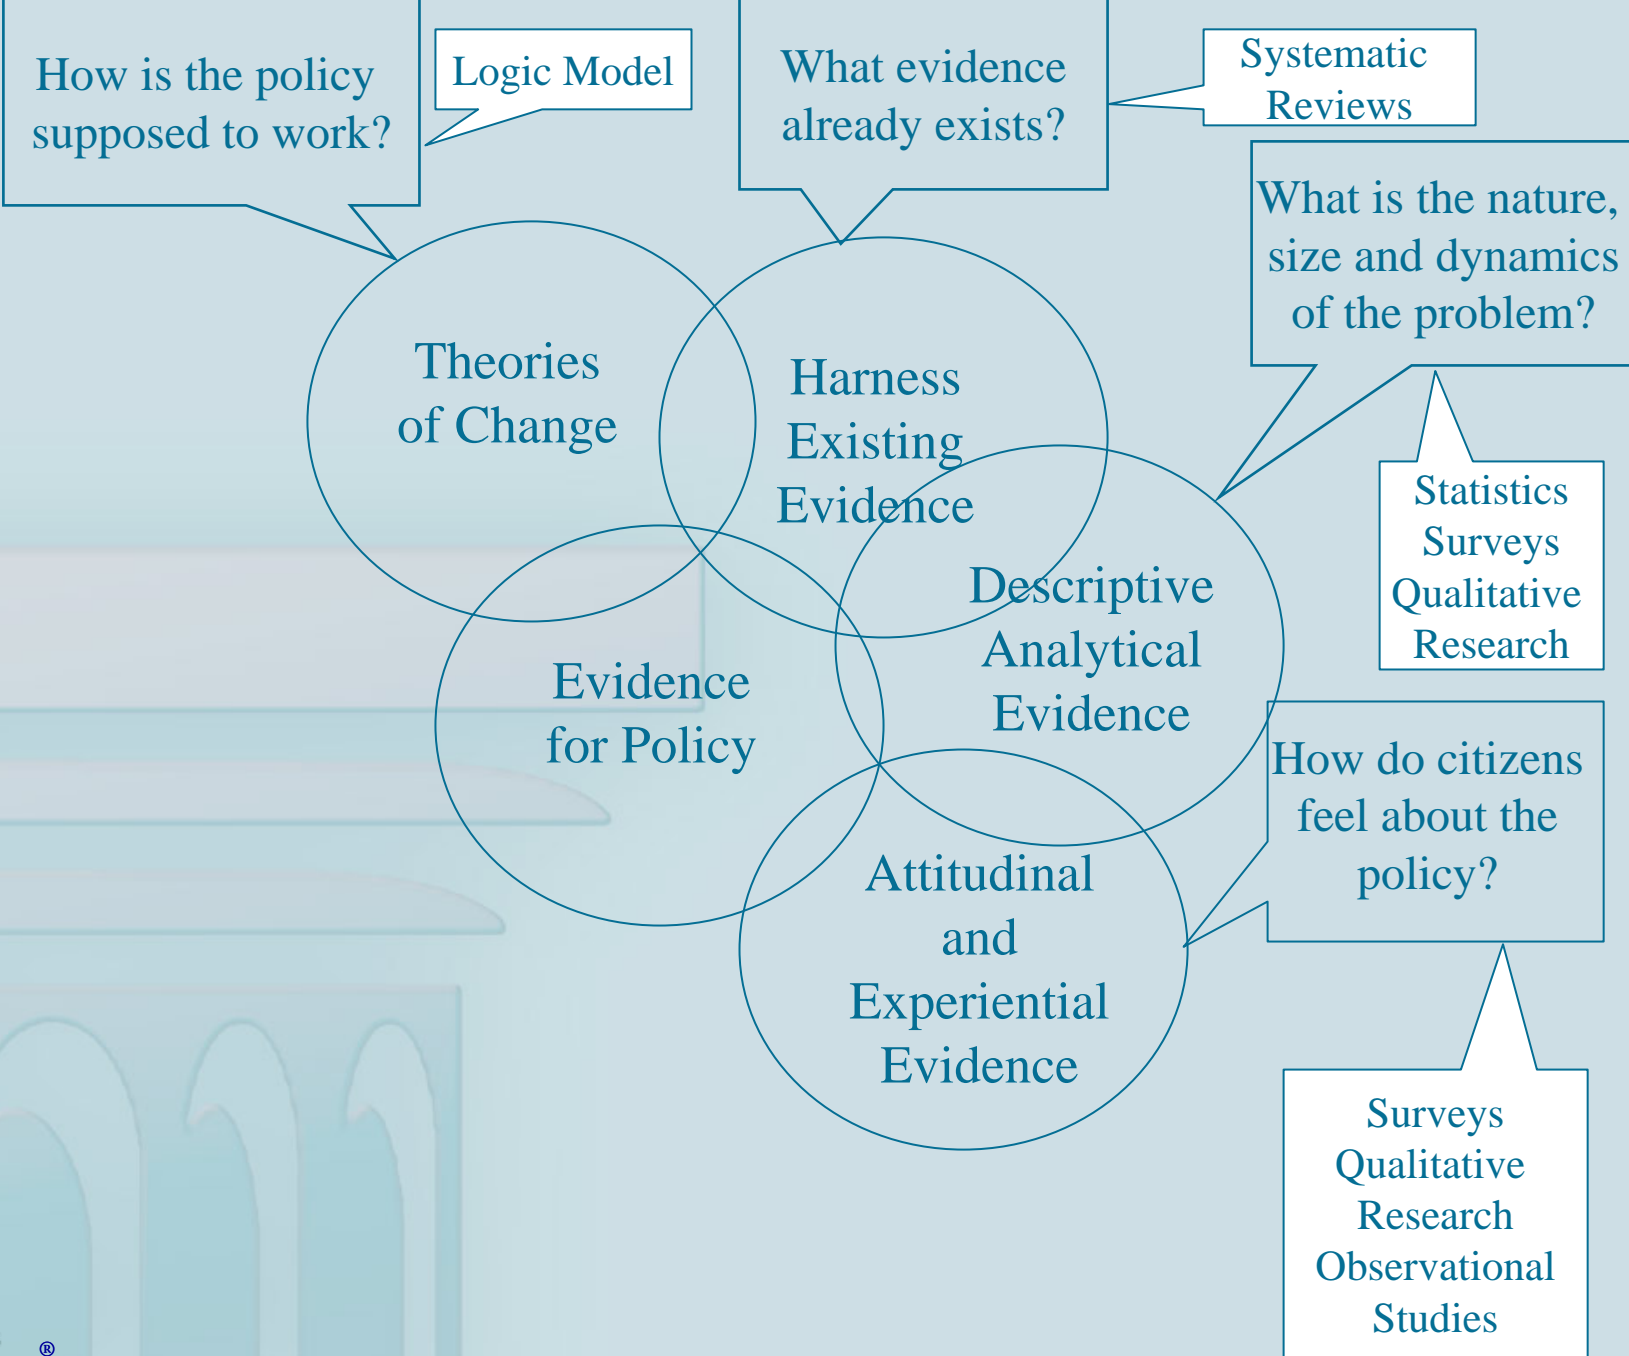 How is the policy
supposed to work?
Logic Model
What evidence
already exists?
Systematic
Reviews
What is the nature,
size and dynamics
of the problem?
Theories
of Change
Harness
Existing
Evidence
Statistics
Surveys
Qualitative
Research
Descriptive
Analytical
Evidence
Evidence
for Policy
How do citizens
feel about the
policy?
Attitudinal
and
Experiential
Evidence
Surveys
Qualitative
Research
Observational
Studies
®